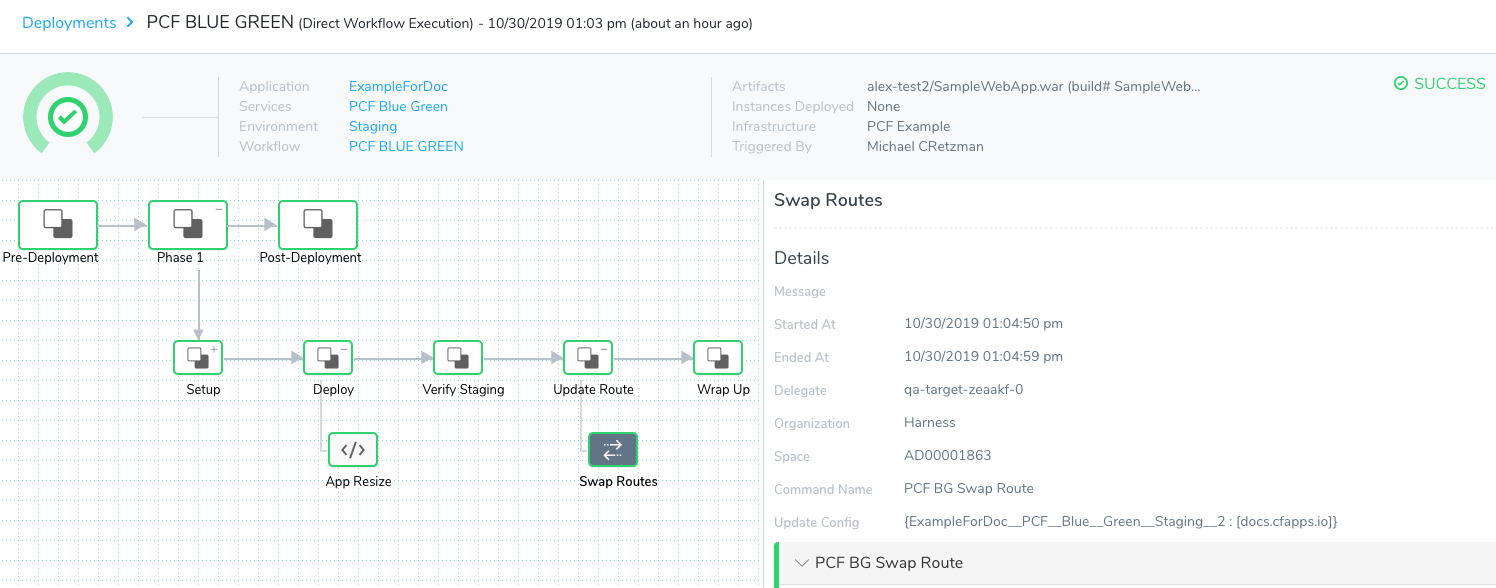 Deployments > PCF BLUE GREEN (Direct Workflow Execution) - 10/30/2019 01:03 pm (about an hour ago)
Application ExampleForDoc
Services PCF Blue Green
Environment Staging
Workflow PCF BLUE GREEN
Artifacts alex-test2/SampleWebApp.war (build# SampleWeb...
Instances Deployed None
Infrastructure PCF Example
Triggered By Michael CRetzman
SUCCESS
Pre-Deployment Phase 1 Post-Deployment
Setup Deploy Verify Staging Update Route Wrap Up
</>
App Resize Swap Routes
Swap Routes
Details
Message
Started At 10/30/2019 01:04:50 pm
Ended At 10/30/2019 01:04:59 pm
Delegate qa-target-zeaakf-0
Organization Harness
Space AD00001863
Command Name PCF BG Swap Route
Update Config {ExampleForDoc__PCF__Blue__Green__Staging__2 : [docs.cfapps.io]}
PCF BG Swap Route